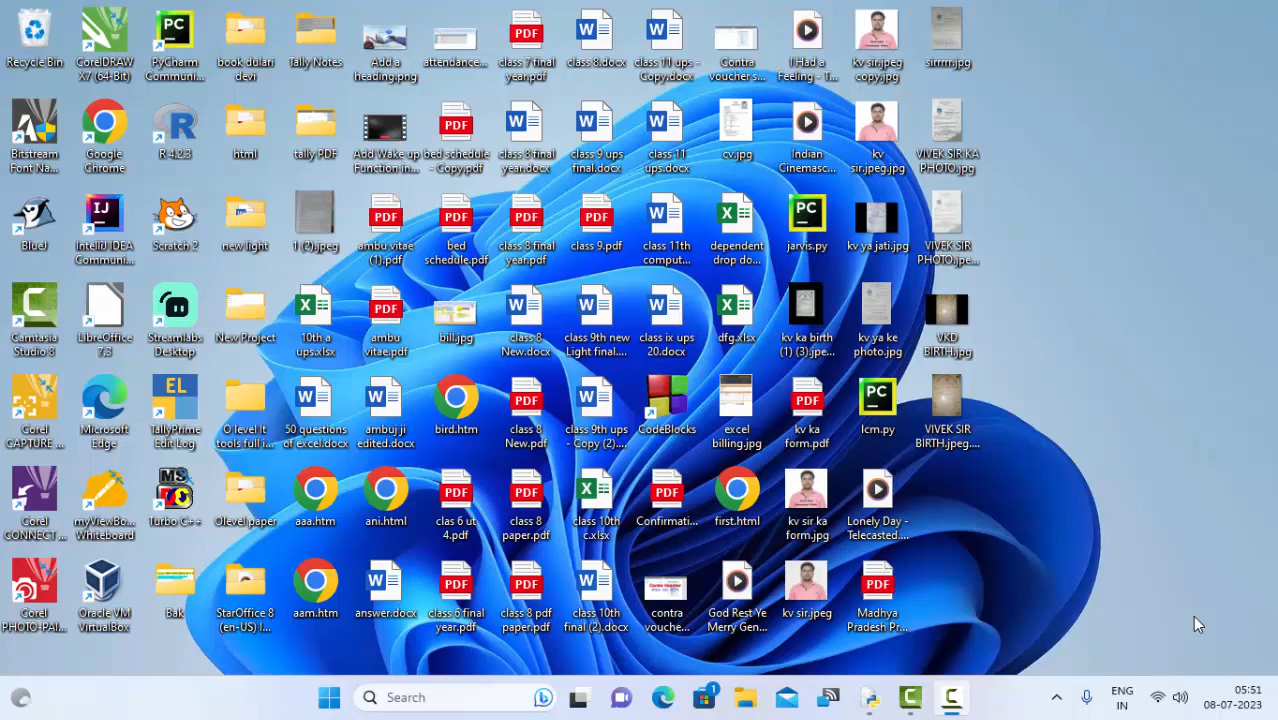 Recycle Bin
CorelDRAW X7 (64-Bit)
PyCharm Communi...
book dulari devi
Tally Notes
Add a heading.png
attendance...
class 7 final year.pdf
class 8.docx
class 11 ups - Copy.docx
Contra voucher s...
I Had a Feeling - T...
kv sir.jpeg copy.jpg
sirrrrr.jpg
Bitstream Font Na...
Google Chrome
R 4.2.3
html
tally PDF
Add Wake up Function in...
bed schedule - Copy.pdf
class 8 final year.docx
class 9 ups final.docx
class 11 ups.docx
cv.jpg
Indian Cinemasc...
kv sir.jpeg.jpg
VIVEK SIR KA PHOTO.jpg
BlueJ
IntelliJ IDEA Communi...
Scratch 2
new light
1 (2).jpeg
ambu vitae (1).pdf
bed schedule.pdf
class 8 final year.pdf
class 9.pdf
class 11th comput...
dependent drop do...
jarvis.py
kv ya jati.jpg
VIVEK SIR PHOTO.jpe...
Camtasia Studio 8
LibreOffice 7.3
Streamlabs Desktop
New Project
10th a ups.xlsx
ambu vitae.pdf
bill.jpg
class 8 New.docx
class 9th new Light final....
class ix ups 20.docx
dfg.xlsx
kv ka birth (1) (3).jpe...
kv ya ke photo.jpg
VKD BIRTH.jpg
Corel CAPTURE ...
Microsoft Edge
TallyPrime Edit Log
O level It tools full i...
50 questions of excel.docx
ambuj ji edited.docx
bird.htm
class 8 New.pdf
class 9th ups - Copy (2)....
CodeBlocks
excel billing.jpg
kv ka form.pdf
lcm.py
VIVEK SIR BIRTH.jpeg....
Corel CONNECT ...
myViewBo... Whiteboard
Turbo C++
Olevel paper
aaa.htm
ani.html
clas 6 ut 4.pdf
class 8 paper.pdf
class 10th c.xlsx
Confirmati...
first.html
kv sir ka form.jpg
Lonely Day - Telecasted....
Corel PHOTO-PAI...
Oracle VM VirtualBox
Bak
StarOffice 8 (en-US) I...
aam.htm
answer.docx
class 6 final year.pdf
class 8 pdf paper.pdf
class 10th final (2).docx
contra vouche...
God Rest Ye Merry Gen...
kv sir.jpeg
Madhya Pradesh Pr...
Search
1
ENG
IN
05:51
08-07-2023